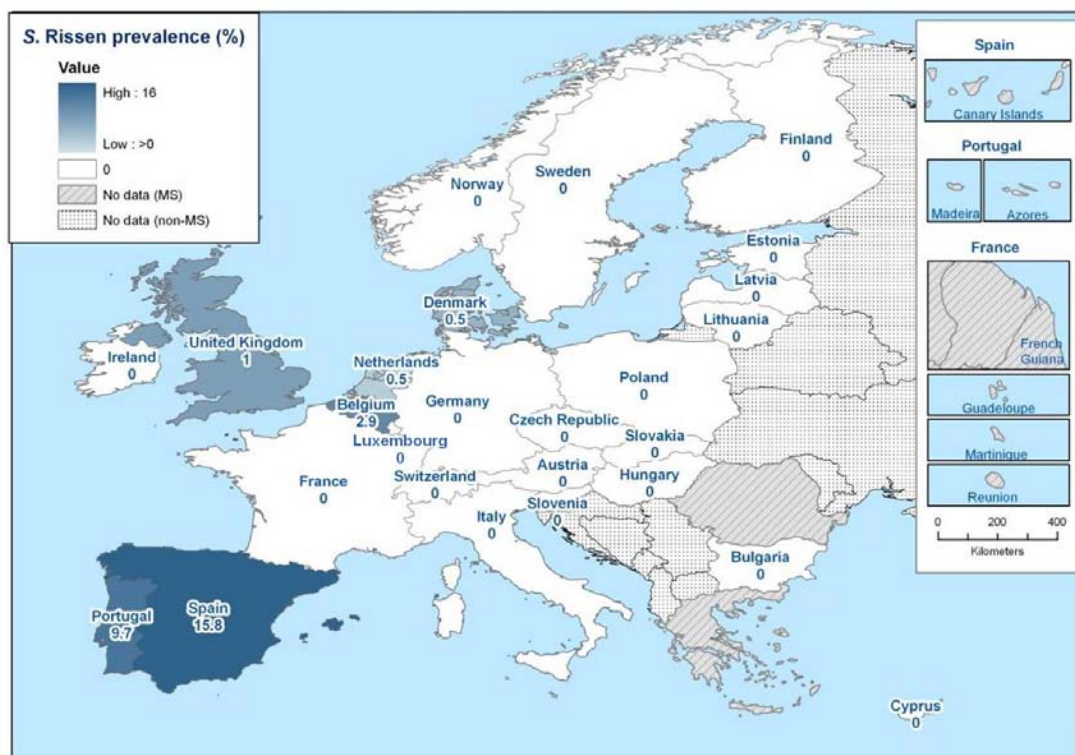 S. Rissen prevalence (%)
Value
High : 16
Low : >0
0
No data (MS)
No data (non-MS)
Spain
Canary Islands
Portugal
Madeira
Azores
France
French
Guiana
Guadeloupe
Martinique
Reunion
0 200 400
Kilometers
Finland
0
Sweden
0
Norway
0
Estonia
0
Latvia
0
Lithuania
0
Denmark
0.5
United Kingdom
1
Ireland
0
Netherlands
0.5
Belgium
2.9
Luxembourg
0
Germany
0
Poland
0
Czech Republic
0
Slovakia
0
Austria
0
Hungary
0
Switzerland
0
France
0
Slovenia
0
Italy
0
Bulgaria
0
Portugal
9.7
Spain
15.8
Cyprus
0